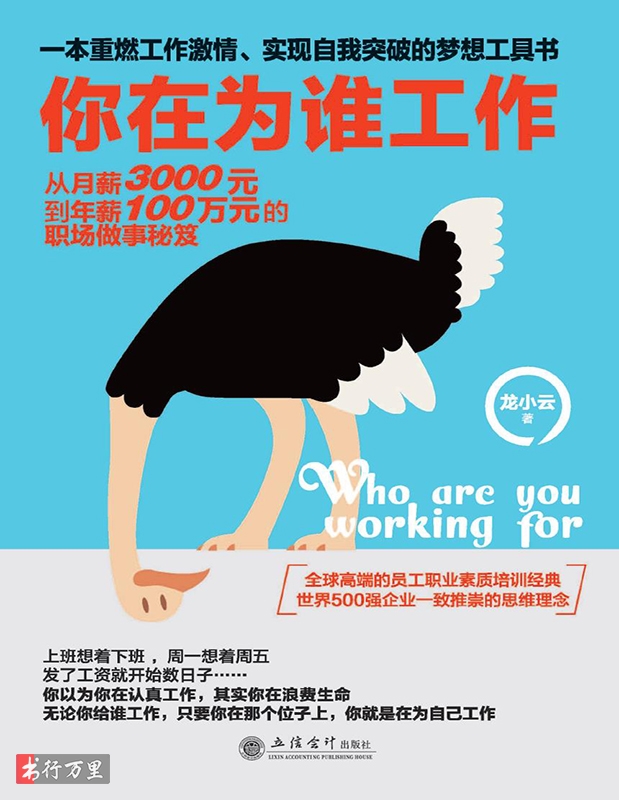 一本重燃工作激情、实现自我突破的梦想工具书
你在为谁工作
从月薪3000元
到年薪100万元的
职场做事秘笈
龙小云
著
Who are you
working for
全球高端的员工职业素质培训经典
世界500强企业一致推崇的思维理念
上班想着下班，周一想着周五
发了工资就开始数日子……
你以为你在认真工作，其实你在浪费生命
无论你给谁工作，只要你在那个位子上，你就是在为自己工作
立信会计出版社
LIXIN ACCOUNTING PUBLISHING HOUSE
书行万里